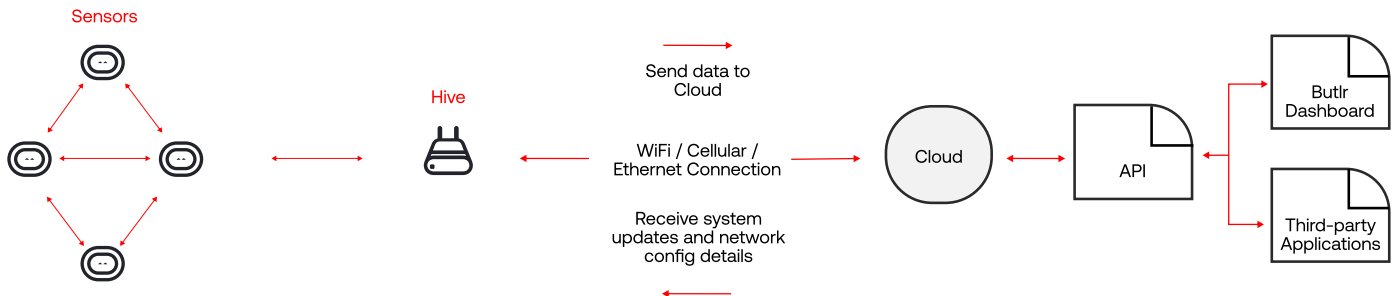 Sensors
Hive
Send data to
Cloud
WiFi / Cellular /
Ethernet Connection
Receive system
updates and network
config details
Cloud
API
Butlr
Dashboard
Third-party
Applications